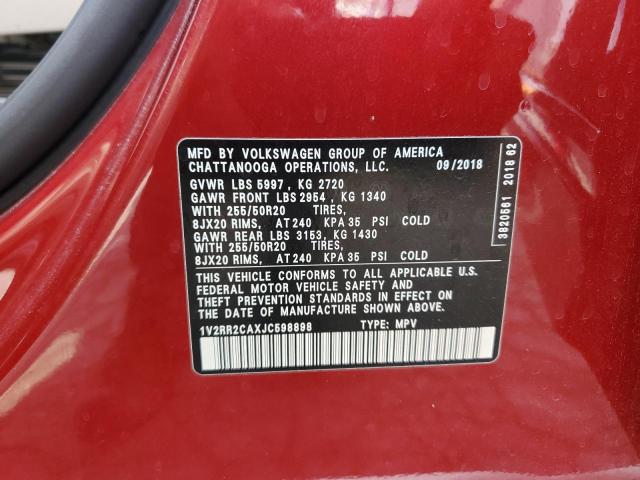 MFD BY VOLKSWAGEN GROUP OF AMERICA
CHATTANOOGA OPERATIONS, LLC. 09/2018
GVWR LBS 5997 , KG 2720
GAWR FRONT LBS 2954 , KG 1340
WITH 255/50R20 TIRES,
8JX20 RIMS, AT 240 KPA 35 PSI COLD
GAWR REAR LBS 3153, KG 1430
WITH 255/50R20 TIRES,
8JX20 RIMS, AT 240 KPA 35 PSI COLD
THIS VEHICLE CONFORMS TO ALL APPLICABLE U.S.
FEDERAL MOTOR VEHICLE SAFETY AND
THEFT PREVENTION STANDARDS IN EFFECT ON
THE DATE OF MANUFACTURE SHOWN ABOVE.
1V2RR2CAXJC598898 TYPE: MPV
3820561 2018 62